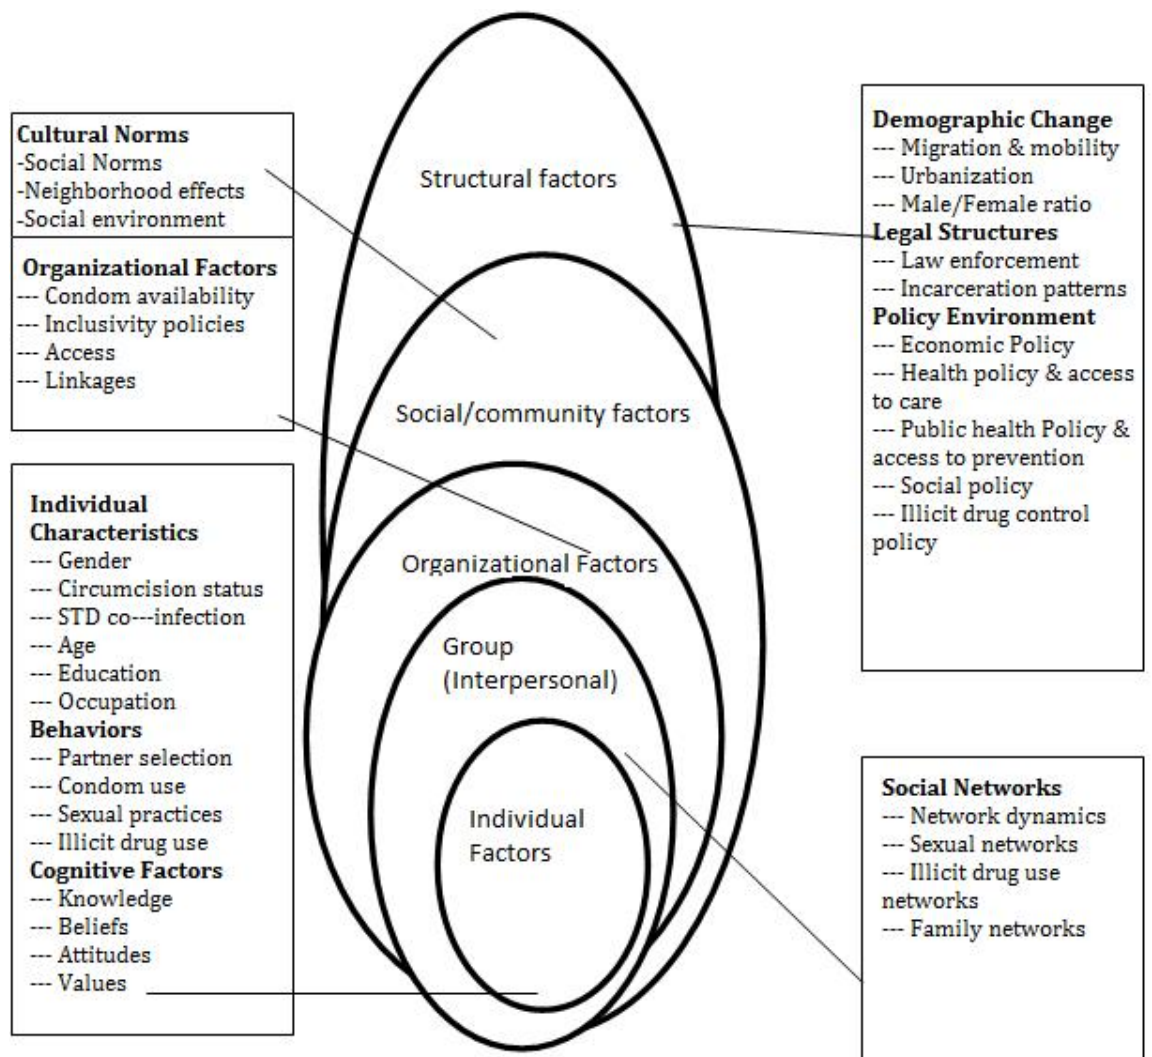 Cultural Norms
-Social Norms
-Neighborhood effects
-Social environment
Organizational Factors
--- Condom availability
--- Inclusivity policies
--- Access
--- Linkages
Individual
Characteristics
--- Gender
--- Circumcision status
--- STD co---infection
--- Age
--- Education
--- Occupation
Behaviors
--- Partner selection
--- Condom use
--- Sexual practices
--- Illicit drug use
Cognitive Factors
--- Knowledge
--- Beliefs
--- Attitudes
--- Values
Structural factors
Social/community factors
Organizational Factors
Group
(Interpersonal)
Individual
Factors
Demographic Change
--- Migration & mobility
--- Urbanization
--- Male/Female ratio
Legal Structures
--- Law enforcement
--- Incarceration patterns
Policy Environment
--- Economic Policy
--- Health policy & access
to care
--- Public health Policy &
access to prevention
--- Social policy
--- Illicit drug control
policy
Social Networks
--- Network dynamics
--- Sexual networks
--- Illicit drug use
networks
--- Family networks